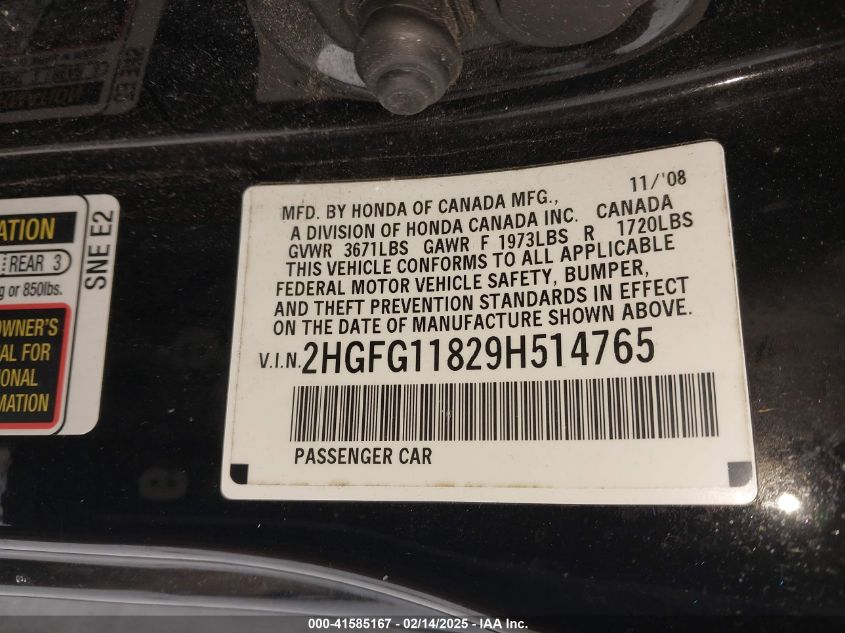 11/'08
MFD. BY HONDA OF CANADA MFG.,
A DIVISION OF HONDA CANADA INC. CANADA
GVWR 3671LBS GAWR F 1973LBS R 1720LBS
THIS VEHICLE CONFORMS TO ALL APPLICABLE
FEDERAL MOTOR VEHICLE SAFETY, BUMPER,
AND THEFT PREVENTION STANDARDS IN EFFECT
ON THE DATE OF MANUFACTURE SHOWN ABOVE.
V.I.N. 2HGFG11829H514765
PASSENGER CAR
ATION
REAR 3
g or 850lbs.
OWNER'S
AL FOR
IONAL
MATION
SNE E2
000-41585167 - 02/14/2025 - IAA Inc.